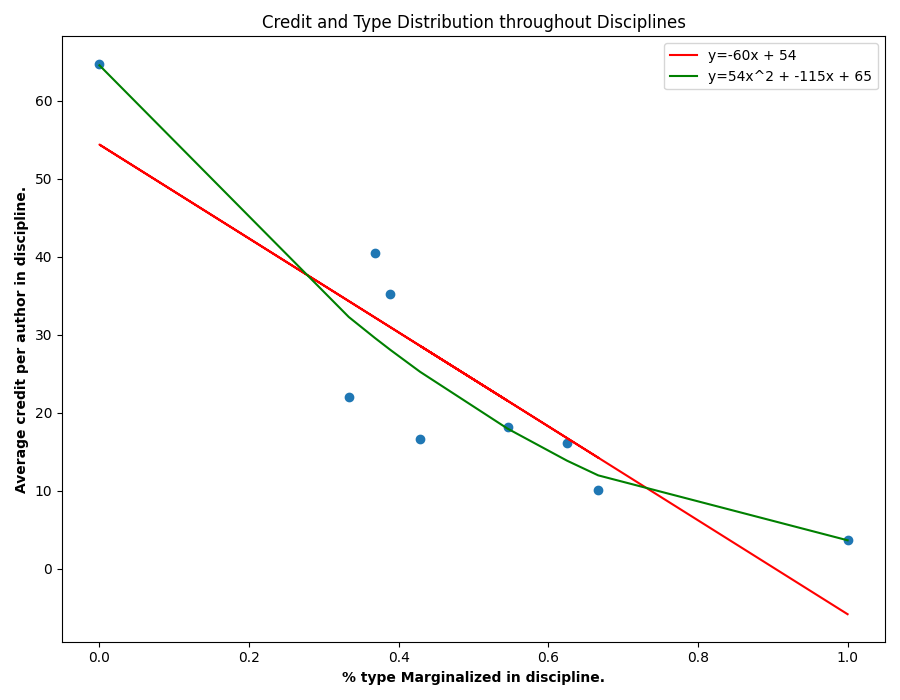 Credit and Type Distribution throughout Disciplines
y=-60x + 54
y=54x^2 + -115x + 65
Average credit per author in discipline.
60
50
40
30
20
10
0
0.0 0.2 0.4 0.6 0.8 1.0
% type Marginalized in discipline.